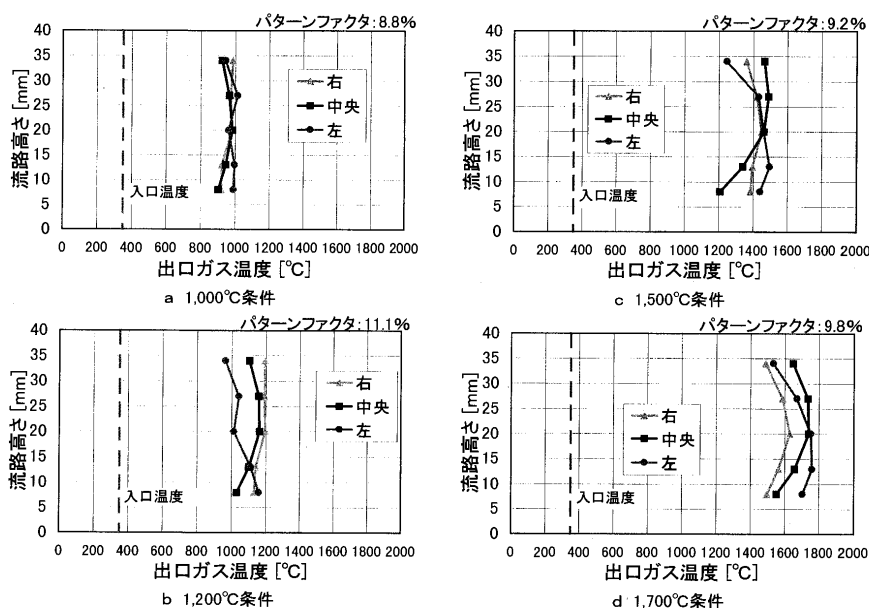 パターンファクタ:8.8%
流路高さ [mm]
40
35
30
25
20
15
10
5
0
右
中央
左
入口温度
0 200 400 600 800 1000 1200 1400 1600 1800 2000
出口ガス温度 [℃]
a 1,000℃条件
パターンファクタ:9.2%
流路高さ [mm]
40
35
30
25
20
15
10
5
0
右
中央
左
入口温度
0 200 400 600 800 1000 1200 1400 1600 1800 2000
出口ガス温度 [℃]
c 1,500℃条件
パターンファクタ:11.1%
流路高さ [mm]
40
35
30
25
20
15
10
5
0
右
中央
左
入口温度
0 200 400 600 800 1000 1200 1400 1600 1800 2000
出口ガス温度 [℃]
b 1,200℃条件
パターンファクタ:9.8%
流路高さ [mm]
40
35
30
25
20
15
10
5
0
右
中央
左
入口温度
0 200 400 600 800 1000 1200 1400 1600 1800 2000
出口ガス温度 [℃]
d 1,700℃条件